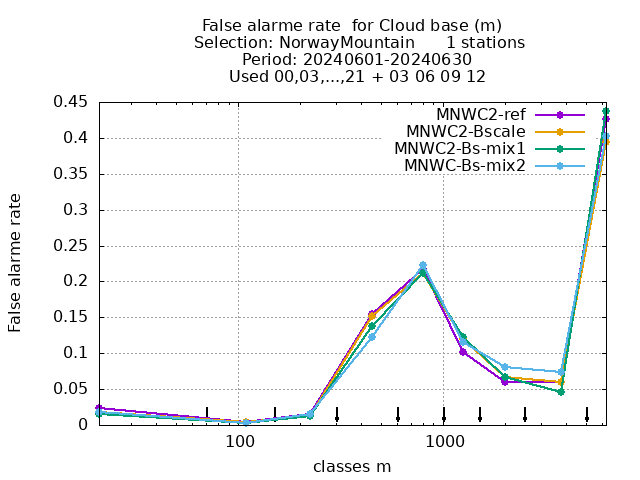 False alarme rate  for Cloud base (m)
Selection: NorwayMountain      1 stations
Period: 20240601-20240630
Used 00,03,...,21 + 03 06 09 12
MNWC2-ref
MNWC2-Bscale
MNWC2-Bs-mix1
MNWC-Bs-mix2
False alarme rate
0.45
0.4
0.35
0.3
0.25
0.2
0.15
0.1
0.05
0
100
1000
classes m